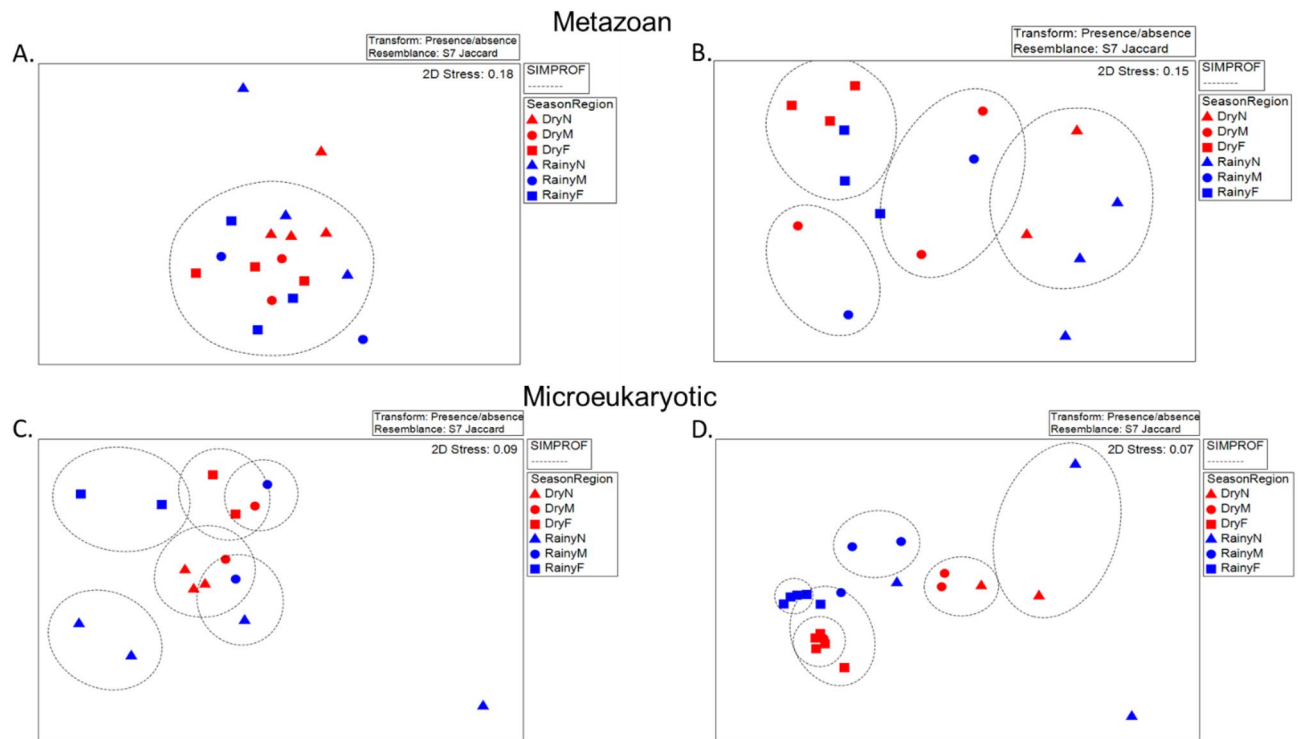 Metazoan
A.
Transform: Presence/absence
Resemblance: S7 Jaccard
2D Stress: 0.18
SIMPROF
SeasonRegion
DryN
DryM
DryF
RainyN
RainyM
RainyF
B.
Transform: Presence/absence
Resemblance: S7 Jaccard
2D Stress: 0.15
SIMPROF
SeasonRegion
DryN
DryM
DryF
RainyN
RainyM
RainyF
Microeukaryotic
C.
Transform: Presence/absence
Resemblance: S7 Jaccard
2D Stress: 0.09
SIMPROF
SeasonRegion
DryN
DryM
DryF
RainyN
RainyM
RainyF
D.
Transform: Presence/absence
Resemblance: S7 Jaccard
2D Stress: 0.07
SIMPROF
SeasonRegion
DryN
DryM
DryF
RainyN
RainyM
RainyF